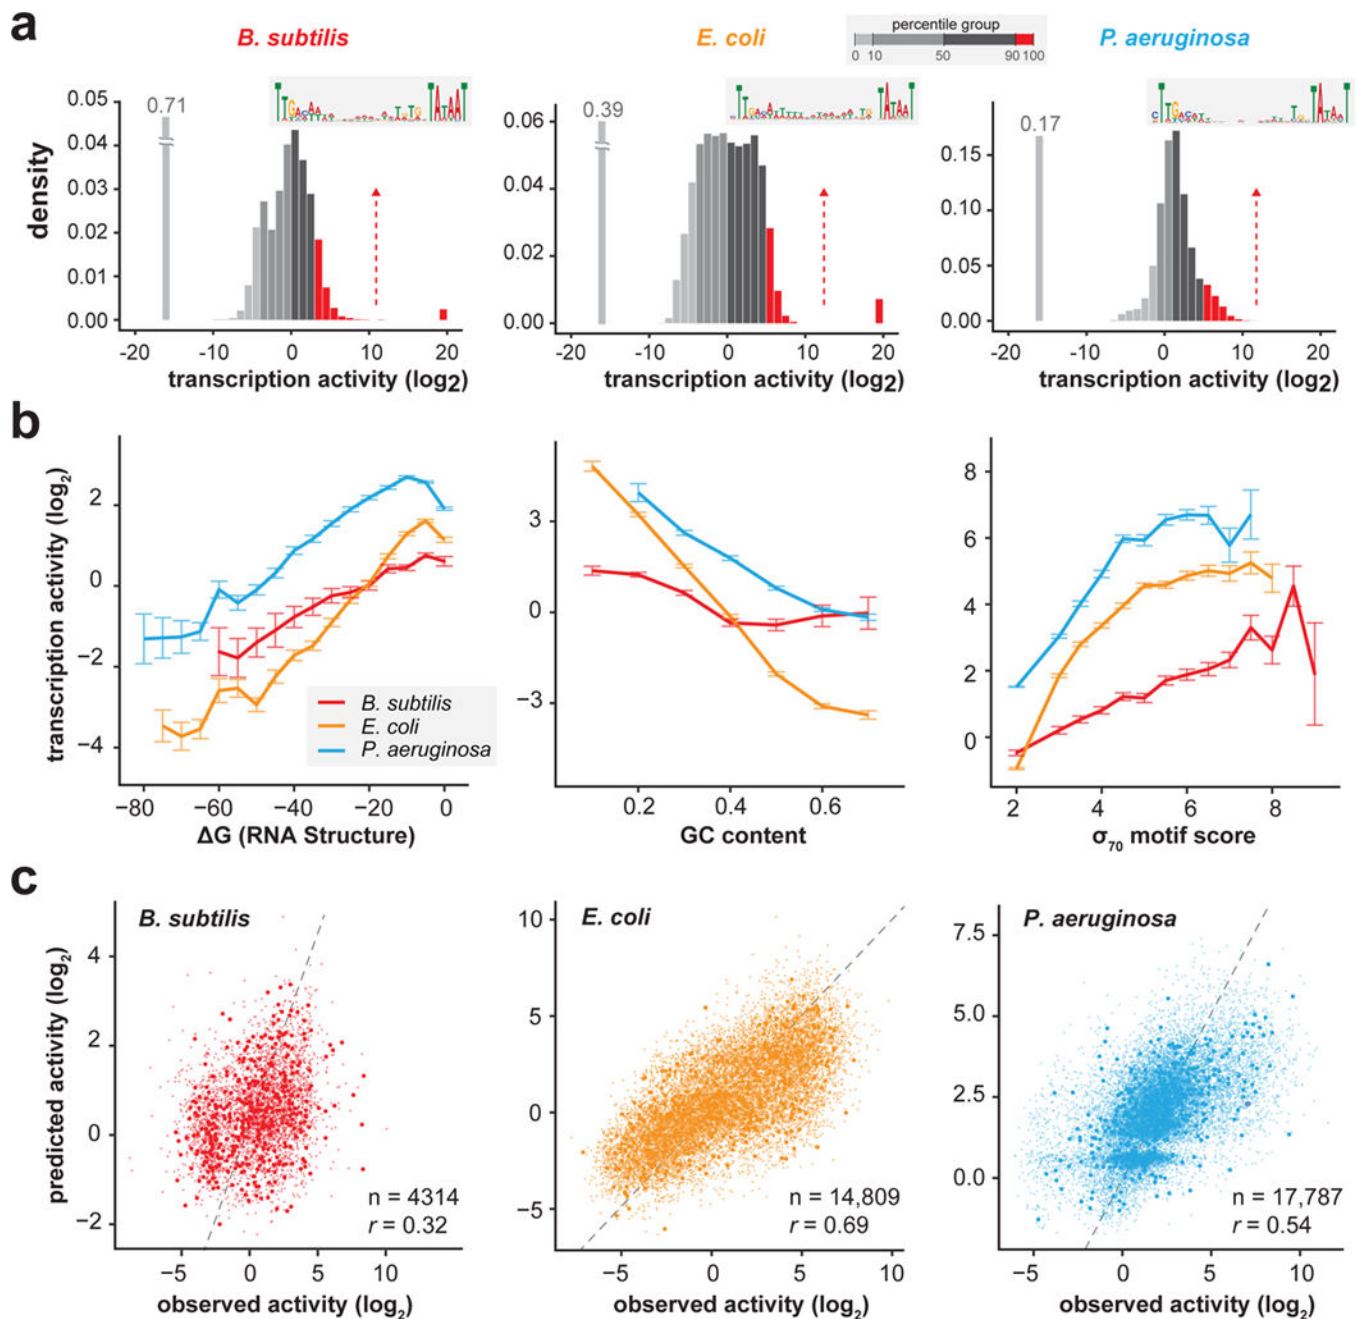 a
B. subtilis
E. coli
P. aeruginosa
percentile group
0 10 50 90 100
density
0.05
0.04
0.03
0.02
0.01
0.00
0.71
-20 -10 0 10 20
transcription activity (log2)
0.06
0.04
0.02
0.00
0.39
-20 -10 0 10 20
transcription activity (log2)
0.15
0.10
0.05
0.00
0.17
-20 -10 0 10 20
transcription activity (log2)
b
transcription activity (log2)
2
0
−2
−4
B. subtilis
E. coli
P. aeruginosa
−80 −60 −40 −20 0
ΔG (RNA Structure)
3
0
−3
0.2 0.4 0.6
GC content
8
6
4
2
0
2 4 6 8
σ70 motif score
c
predicted activity (log2)
B. subtilis
4
2
0
−2
n = 4314
r = 0.32
−5 0 5 10
observed activity (log2)
E. coli
10
5
0
−5
n = 14,809
r = 0.69
−5 0 5 10
observed activity (log2)
P. aeruginosa
7.5
5.0
2.5
0.0
n = 17,787
r = 0.54
−5 0 5 10
observed activity (log2)